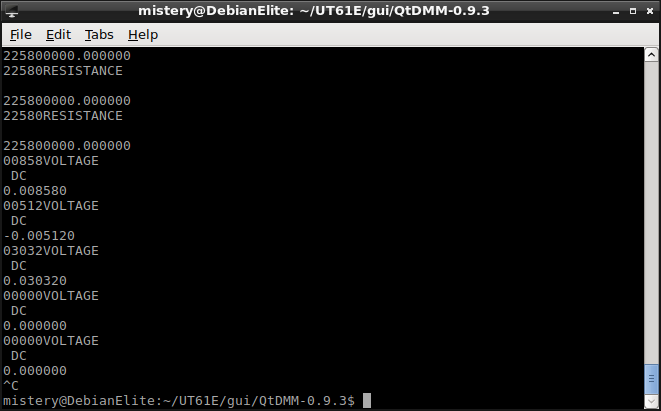 mistery@DebianElite: ~/UT61E/gui/QtDMM-0.9.3
File Edit Tabs Help
225800000.000000
22580RESISTANCE

225800000.000000
22580RESISTANCE

225800000.000000
00858VOLTAGE
 DC
0.008580
00512VOLTAGE
 DC
-0.005120
03032VOLTAGE
 DC
0.030320
00000VOLTAGE
 DC
0.000000
00000VOLTAGE
 DC
0.000000
^C
mistery@DebianElite:~/UT61E/gui/QtDMM-0.9.3$